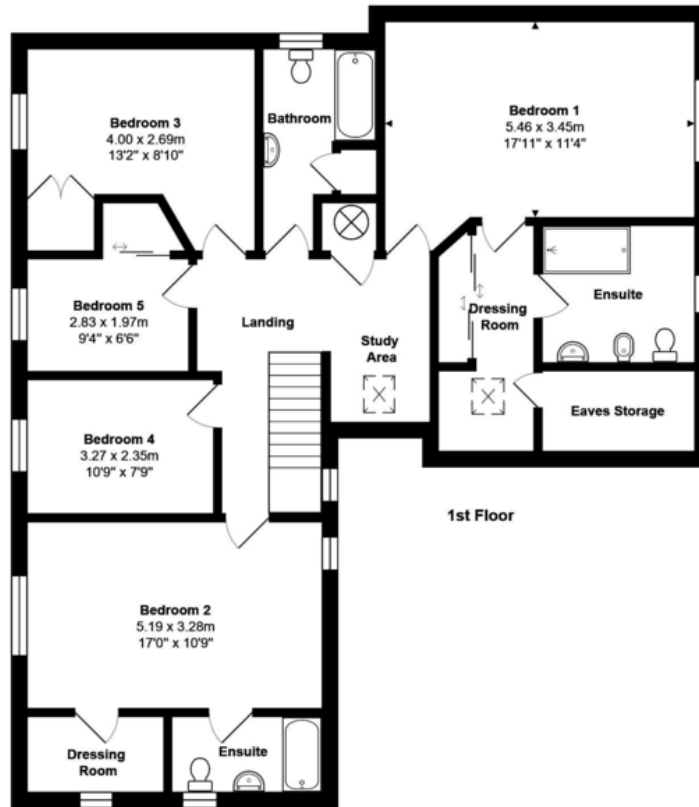 Bedroom 3
4.00 x 2.69m
13'2" x 8'10"
Bathroom
Bedroom 1
5.46 x 3.45m
17'11" x 11'4"
Bedroom 5
2.83 x 1.97m
9'4" x 6'6"
Landing
Study
Area
Dressing
Room
Ensuite
Bedroom 4
3.27 x 2.35m
10'9" x 7'9"
Eaves Storage
1st Floor
Bedroom 2
5.19 x 3.28m
17'0" x 10'9"
Dressing
Room
Ensuite